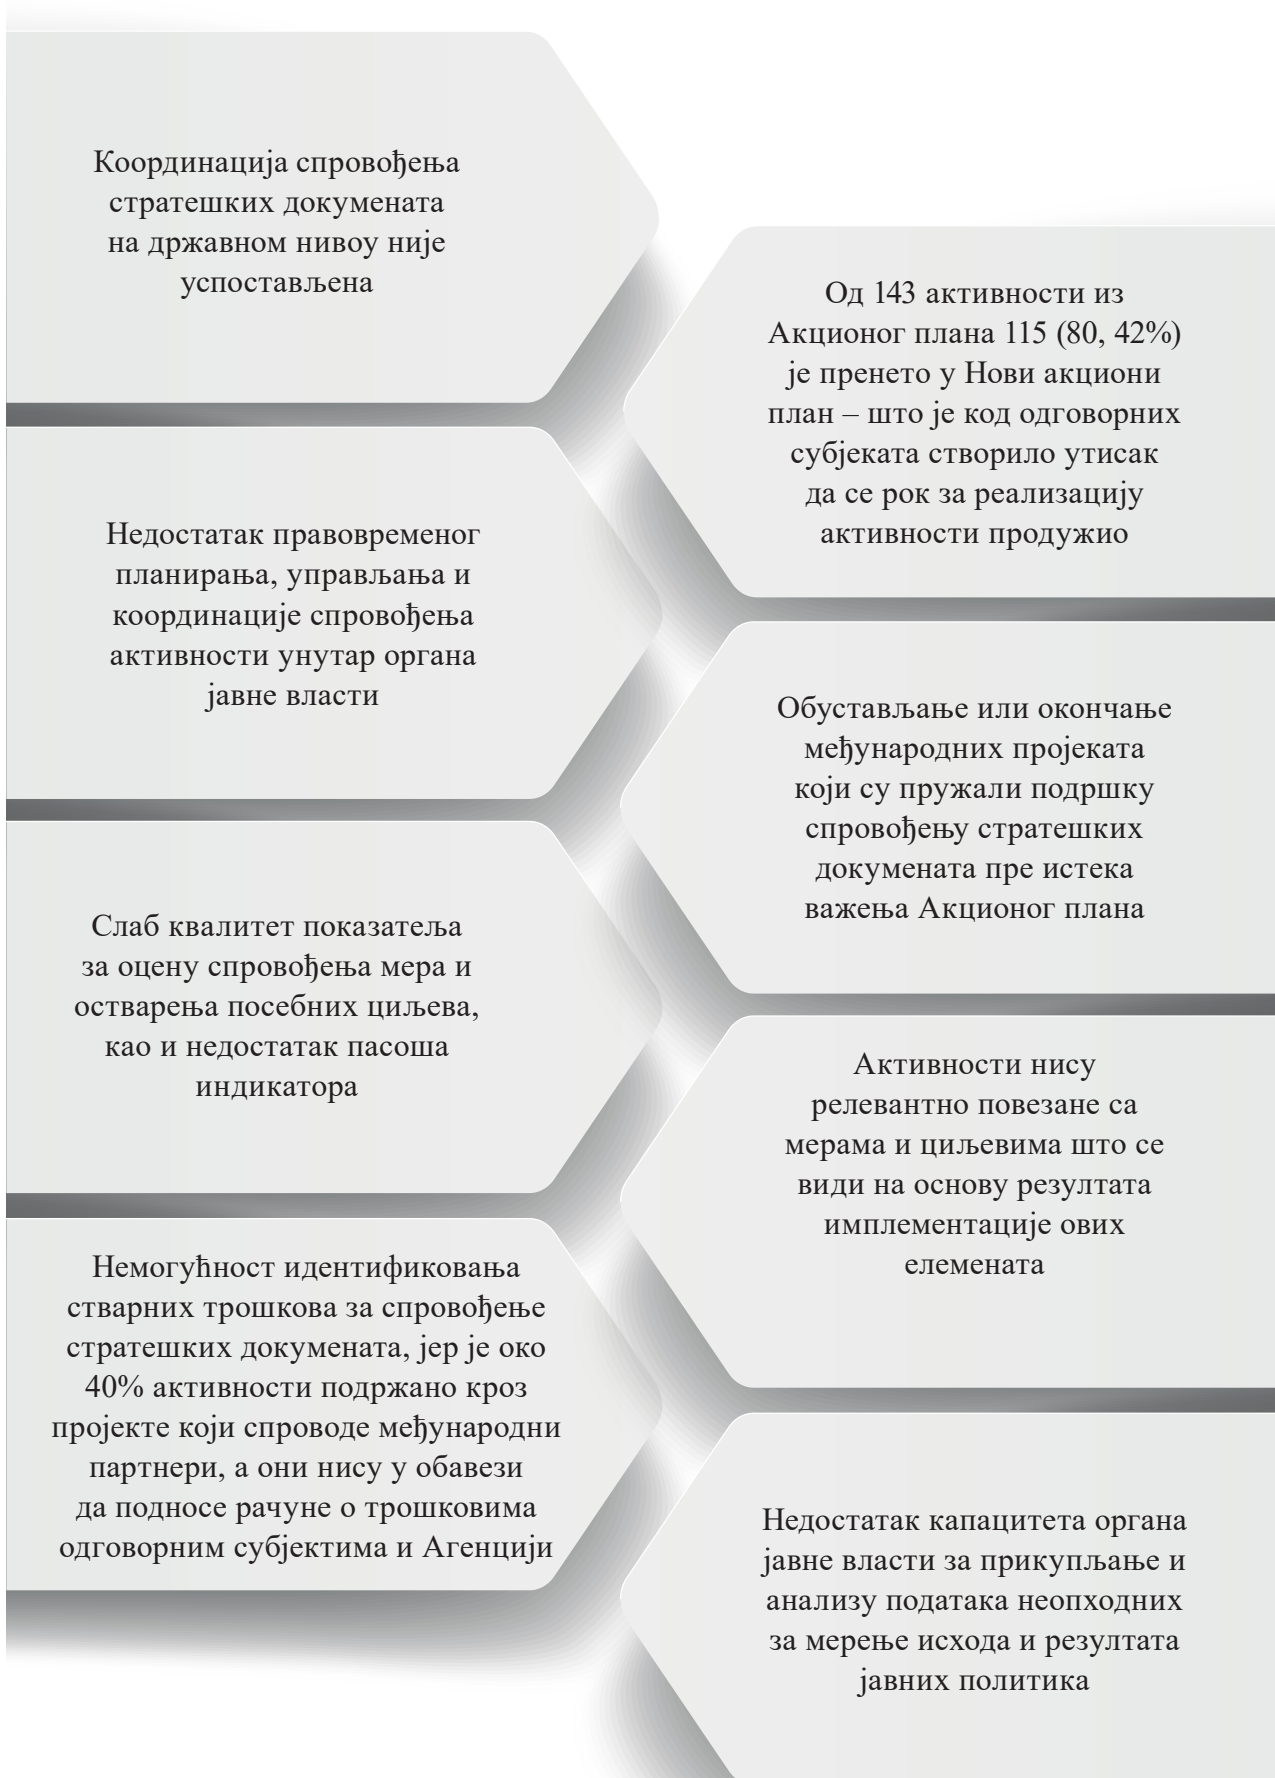 Координација спровођења
стратешких докумената
на државном нивоу није
успостављена
Од 143 активности из
Акционог плана 115 (80, 42%)
је пренето у Нови акциони
план – што је код одговорних
субјеката створило утисак
да се рок за реализацију
активности продужио
Недостатак правовременог
планирања, управљања и
координације спровођења
активности унутар органа
јавне власти
Обустављање или окончање
међународних пројеката
који су пружали подршку
спровођењу стратешких
докумената пре истека
важења Акционог плана
Слаб квалитет показатеља
за оцену спровођења мера и
остварења посебних циљева,
као и недостатак пасоша
индикатора
Активности нису
релевантно повезане са
мерама и циљевима што се
види на основу резултата
имплементације ових
елемената
Немогућност идентификовања
стварних трошкова за спровођење
стратешких докумената, јер је око
40% активности подржано кроз
пројекте који спроводе међународни
партнери, а они нису у обавези
да подносе рачуне о трошковима
одговорним субјектима и Агенцији
Недостатак капацитета органа
јавне власти за прикупљање и
анализу података неопходних
за мерење исхода и резултата
јавних политика